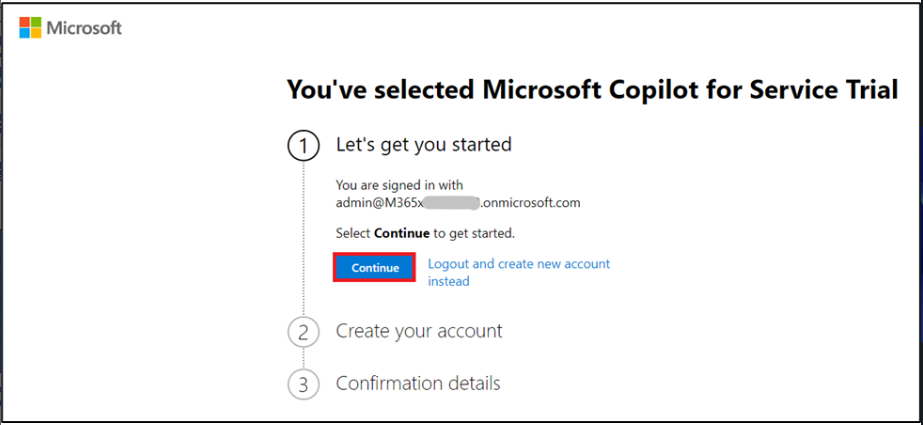 Microsoft
You've selected Microsoft Copilot for Service Trial
1 Let's get you started
You are signed in with
admin@M365x .onmicrosoft.com
Select Continue to get started.
Continue
Logout and create new account
instead
2 Create your account
3 Confirmation details